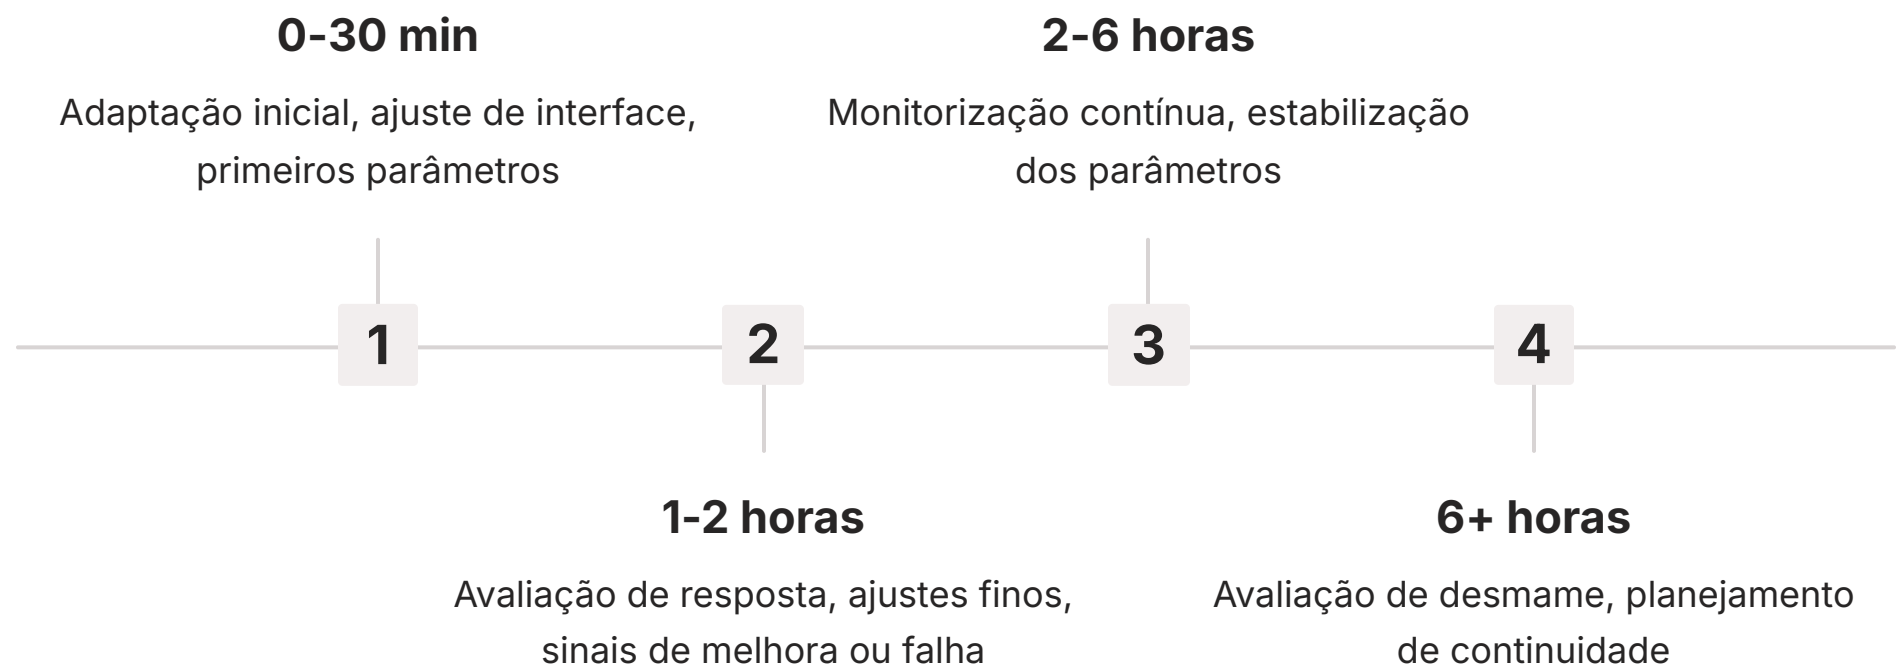 0-30 min
Adaptação inicial, ajuste de interface,
primeiros parâmetros
2-6 horas
Monitorização contínua, estabilização
dos parâmetros
1
2
3
4
1-2 horas
Avaliação de resposta, ajustes finos,
sinais de melhora ou falha
6+ horas
Avaliação de desmame, planejamento
de continuidade